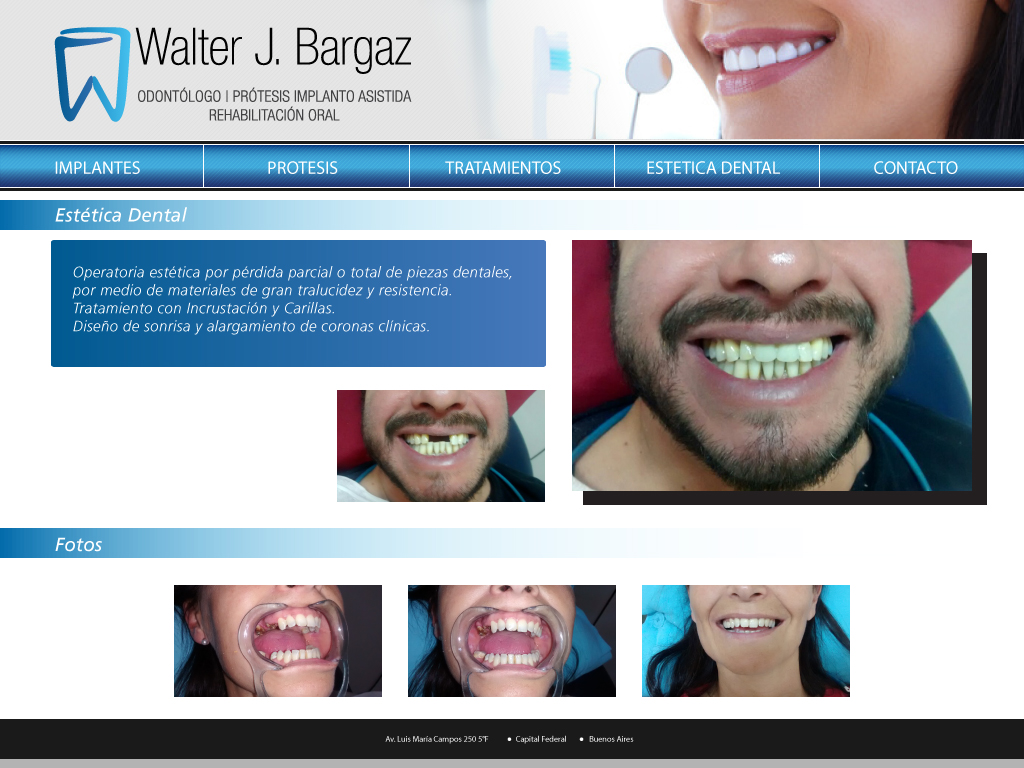 Walter J. Bargaz
ODONTÓLOGO | PRÓTESIS IMPLANTO ASISTIDA
REHABILITACIÓN ORAL
IMPLANTES
PROTESIS
TRATAMIENTOS
ESTETICA DENTAL
CONTACTO
Estética Dental
Operatoria estética por pérdida parcial o total de piezas dentales,
por medio de materiales de gran tralucidez y resistencia.
Tratamiento con Incrustación y Carillas.
Diseño de sonrisa y alargamiento de coronas clínicas.
Fotos
Av. Luis María Campos 250 5°F ● Capital Federal ● Buenos Aires